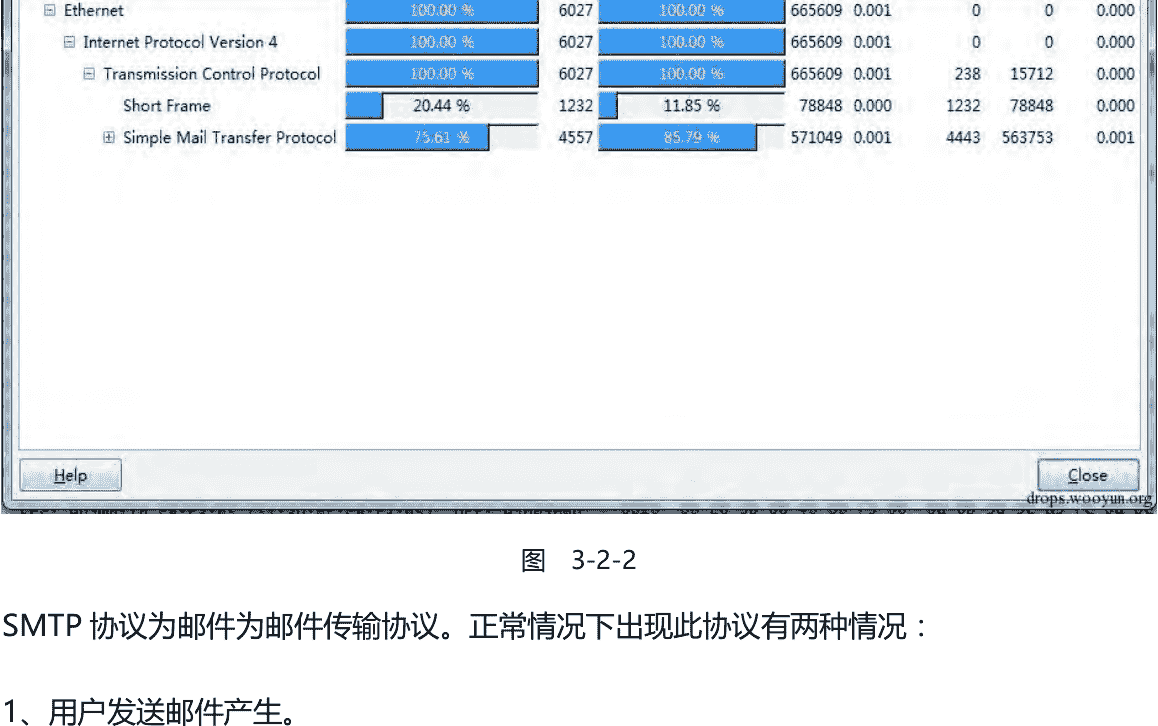 Ethernet 100.00 % 6027 100.00 % 665609 0.001 0 0 0.000
Internet Protocol Version 4 100.00 % 6027 100.00 % 665609 0.001 0 0 0.000
Transmission Control Protocol 100.00 % 6027 100.00 % 665609 0.001 238 15712 0.000
Short Frame 20.44 % 1232 11.85 % 78848 0.000 1232 78848 0.000
Simple Mail Transfer Protocol 75.61 % 4557 85.79 % 571049 0.001 4443 563753 0.001
Help Close
drops.wooyun.org
图 3-2-2
SMTP 协议为邮件为邮件传输协议。正常情况下出现此协议有两种情况：
1、用户发送邮件产生。